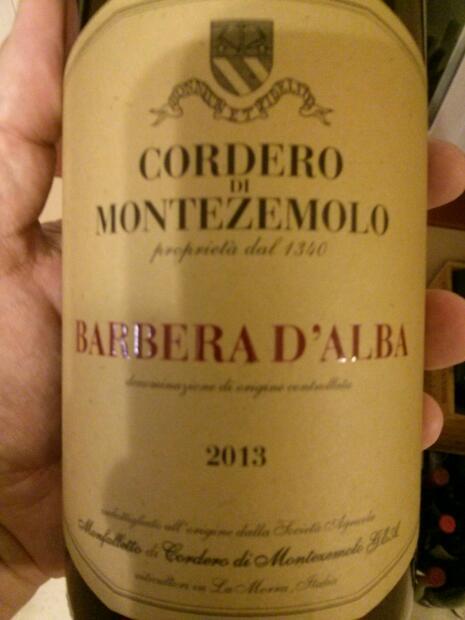 CORDERO
DI
MONTEZEMOLO
proprietà dal 1340
BARBERA D'ALBA
denominazione di origine controllata
2013
imbottigliato all'origine dalla Società Agricola
Monfalletto di Cordero di Montezemolo G.&A.
viticoltori in La Morra, Italia